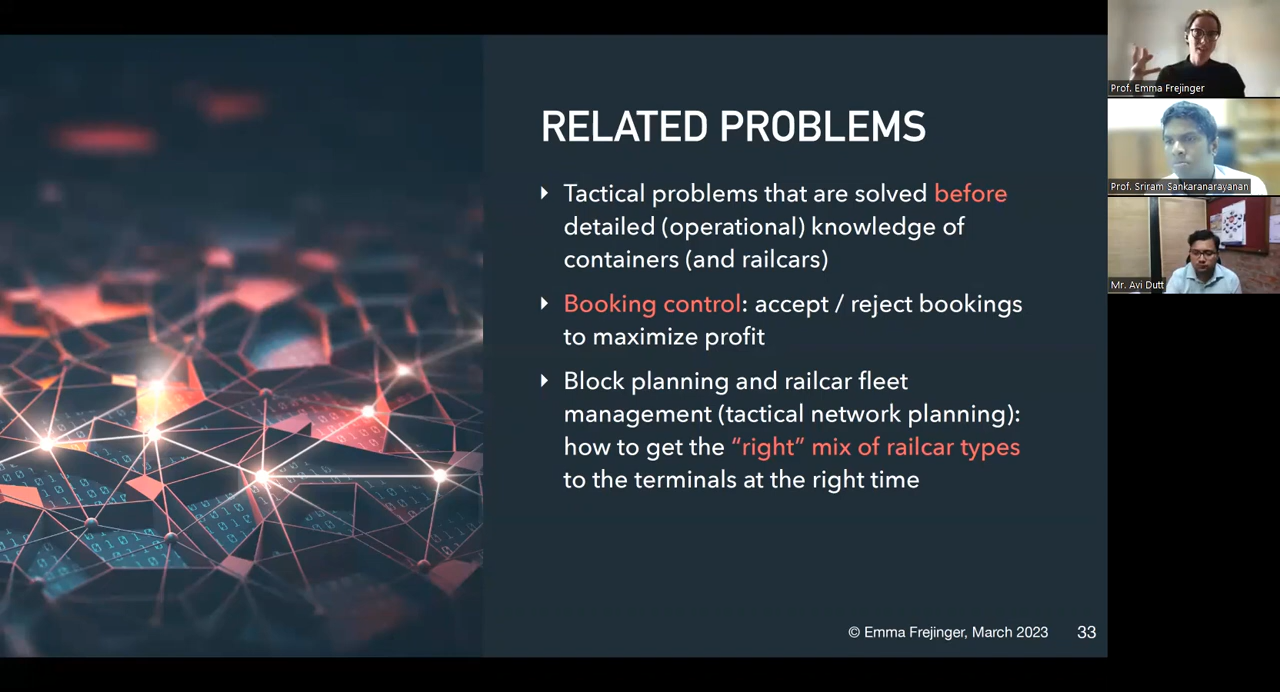 RELATED PROBLEMS
Tactical problems that are solved before
detailed (operational) knowledge of
containers (and railcars)
Booking control: accept / reject bookings
to maximize profit
Block planning and railcar fleet
management (tactical network planning):
how to get the “right” mix of railcar types
to the terminals at the right time
© Emma Frejinger, March 2023 33
Prof. Emma Frejinger
Prof. Sriram Sankaranarayanan
Mr. Avi Dutt